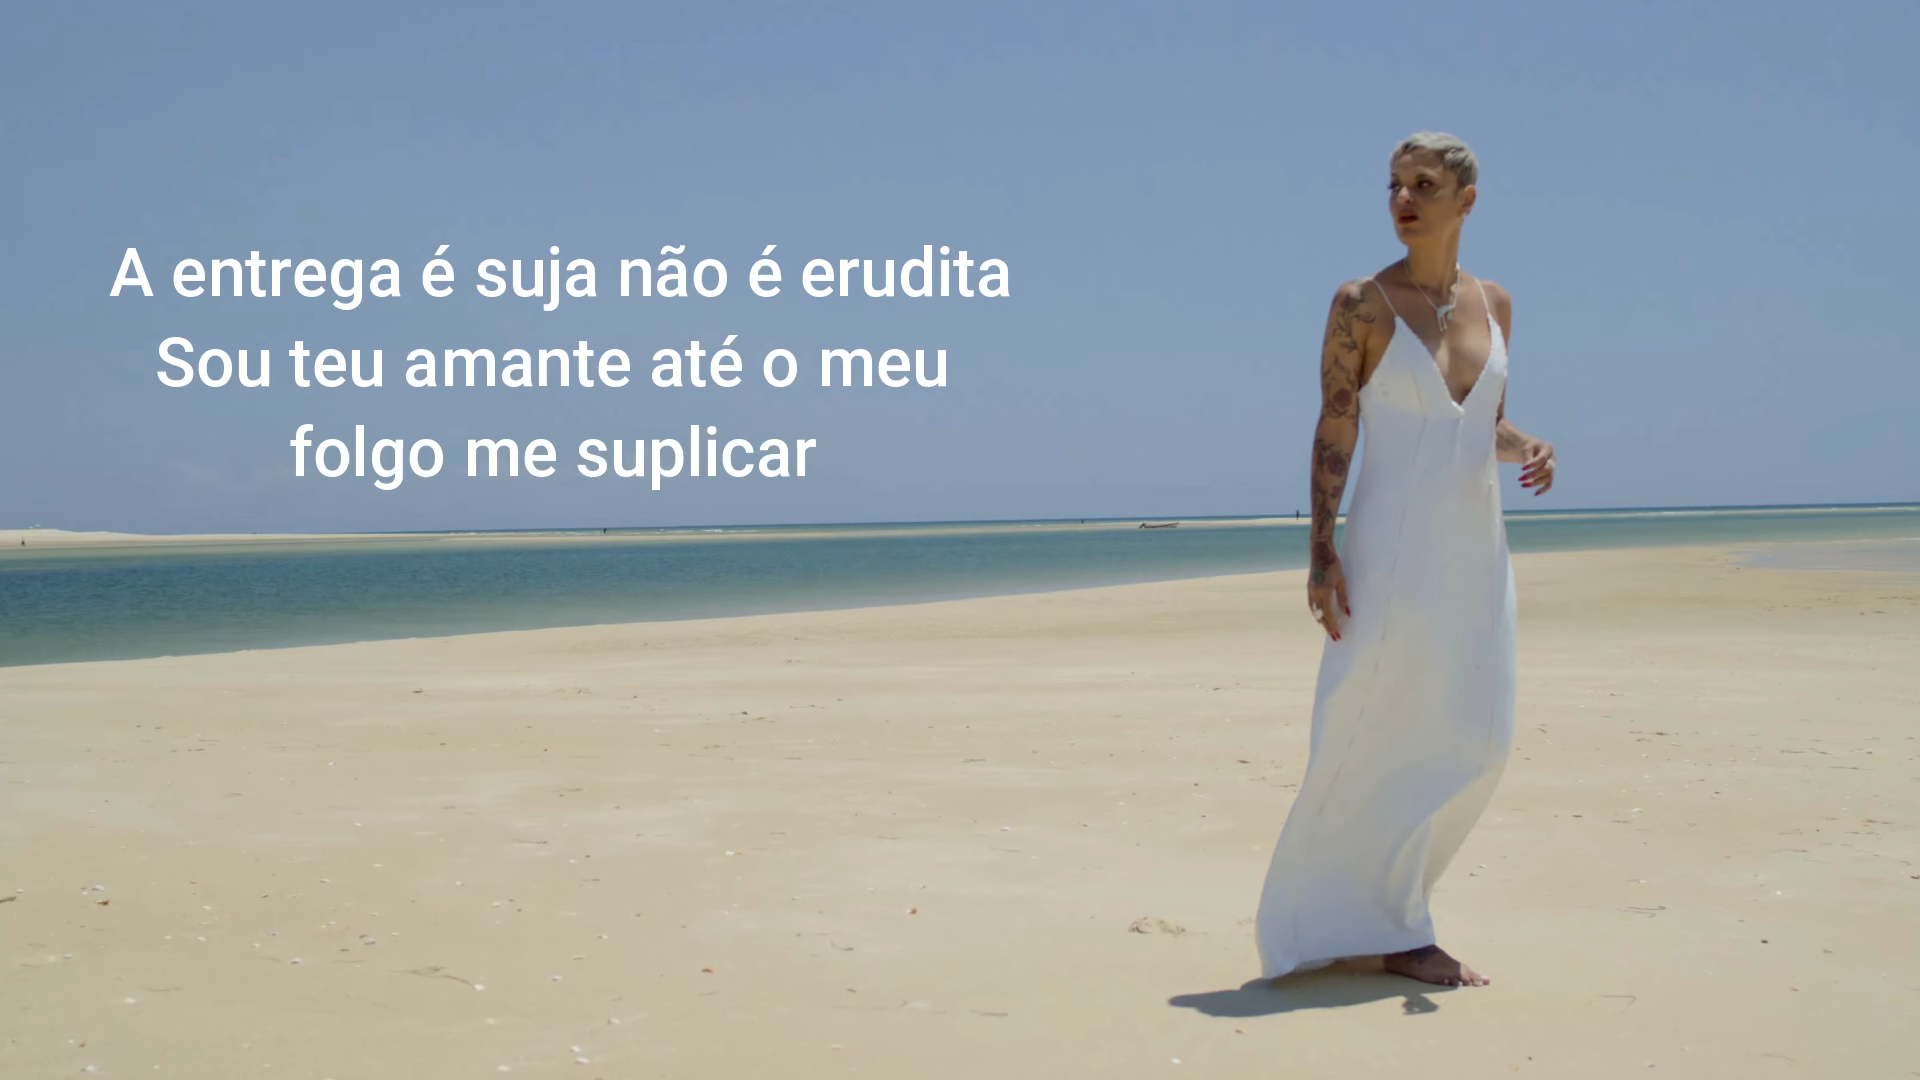 A entrega é suja não é erudita
Sou teu amante até o meu
folgo me suplicar